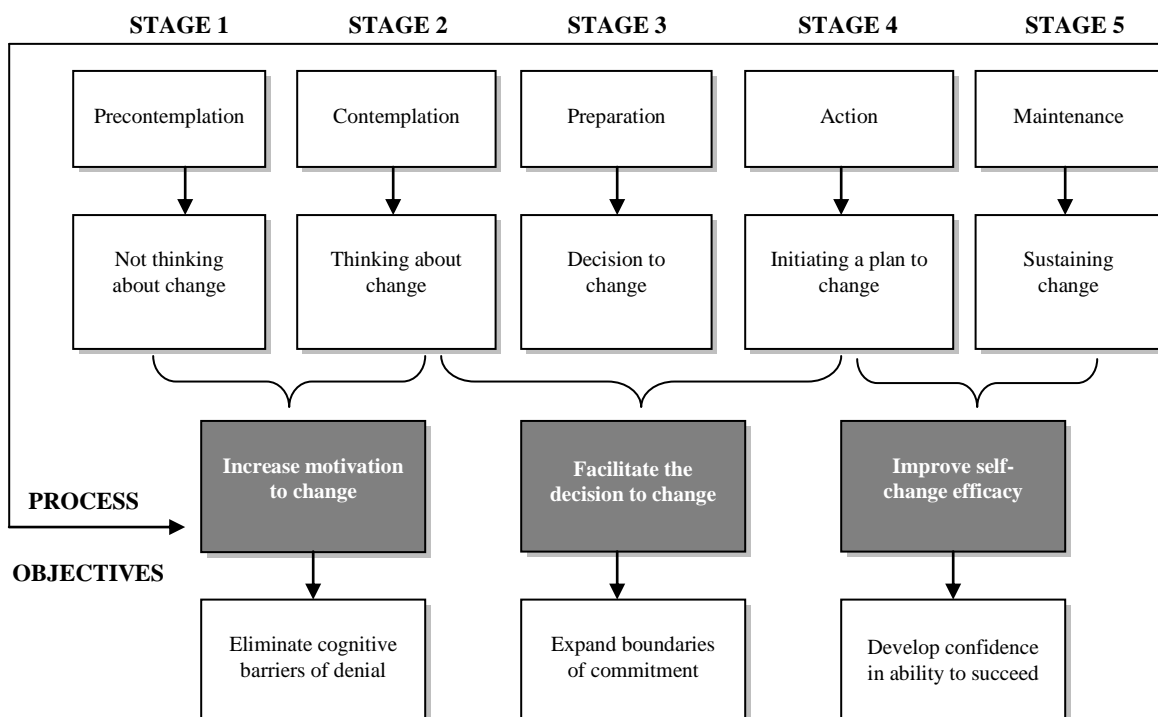 STAGE 1 STAGE 2 STAGE 3 STAGE 4 STAGE 5
Precontemplation
Contemplation
Preparation
Action
Maintenance
Not thinking
about change
Thinking about
change
Decision to
change
Initiating a plan to
change
Sustaining
change
Increase motivation
to change
Facilitate the
decision to change
Improve self-
change efficacy
PROCESS
OBJECTIVES
Eliminate cognitive
barriers of denial
Expand boundaries
of commitment
Develop confidence
in ability to succeed